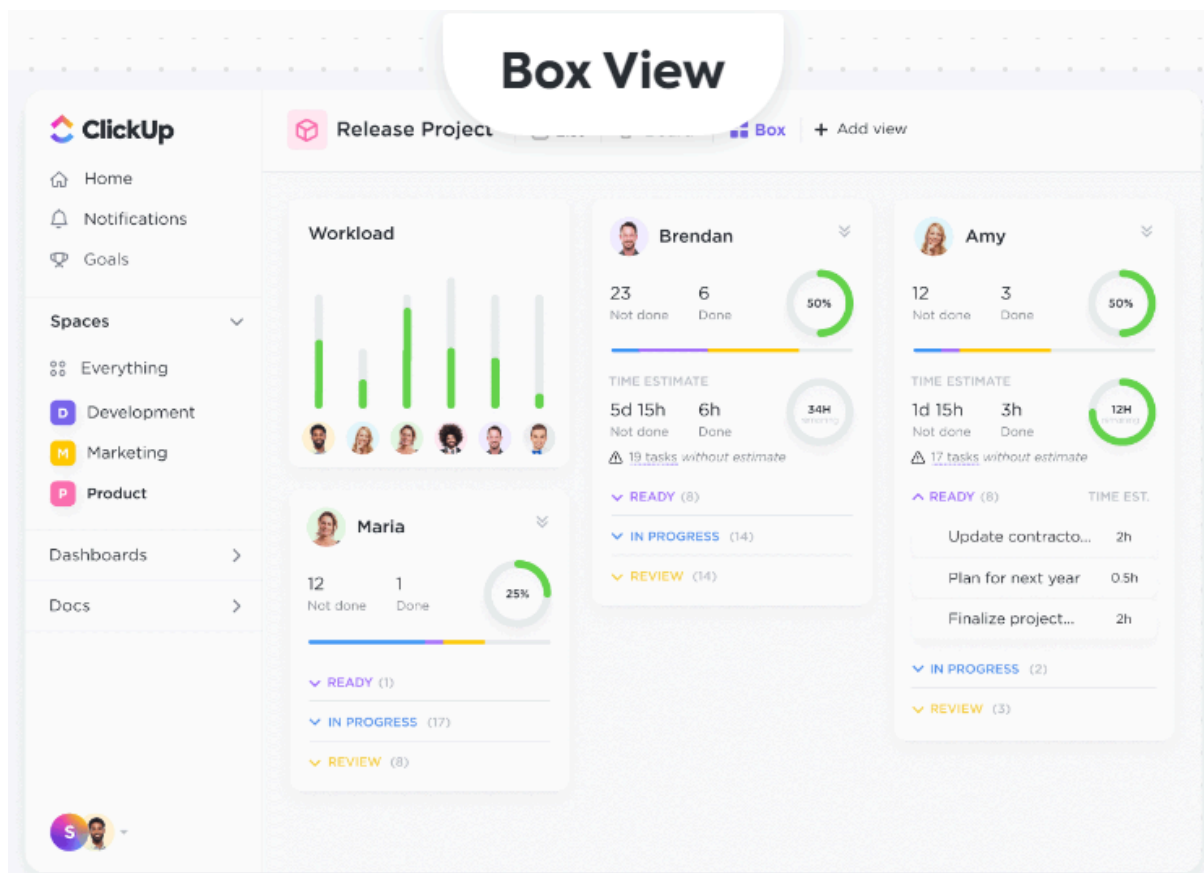 Box View
ClickUp
Home
Notifications
Goals
Spaces
Everything
D Development
M Marketing
P Product
Dashboards
Docs
S
Release Project
Box
+ Add view
Workload
Maria
12 1
Not done Done
25%
READY (1)
IN PROGRESS (17)
REVIEW (8)
Brendan
23 6
Not done Done
50%
TIME ESTIMATE
5d 15h 6h
Not done Done
34H
remaining
19 tasks without estimate
READY (8)
IN PROGRESS (14)
REVIEW (14)
Amy
12 3
Not done Done
50%
TIME ESTIMATE
1d 15h 3h
Not done Done
12H
remaining
17 tasks without estimate
READY (8) TIME EST.
Update contracto... 2h
Plan for next year 0.5h
Finalize project... 2h
IN PROGRESS (2)
REVIEW (3)